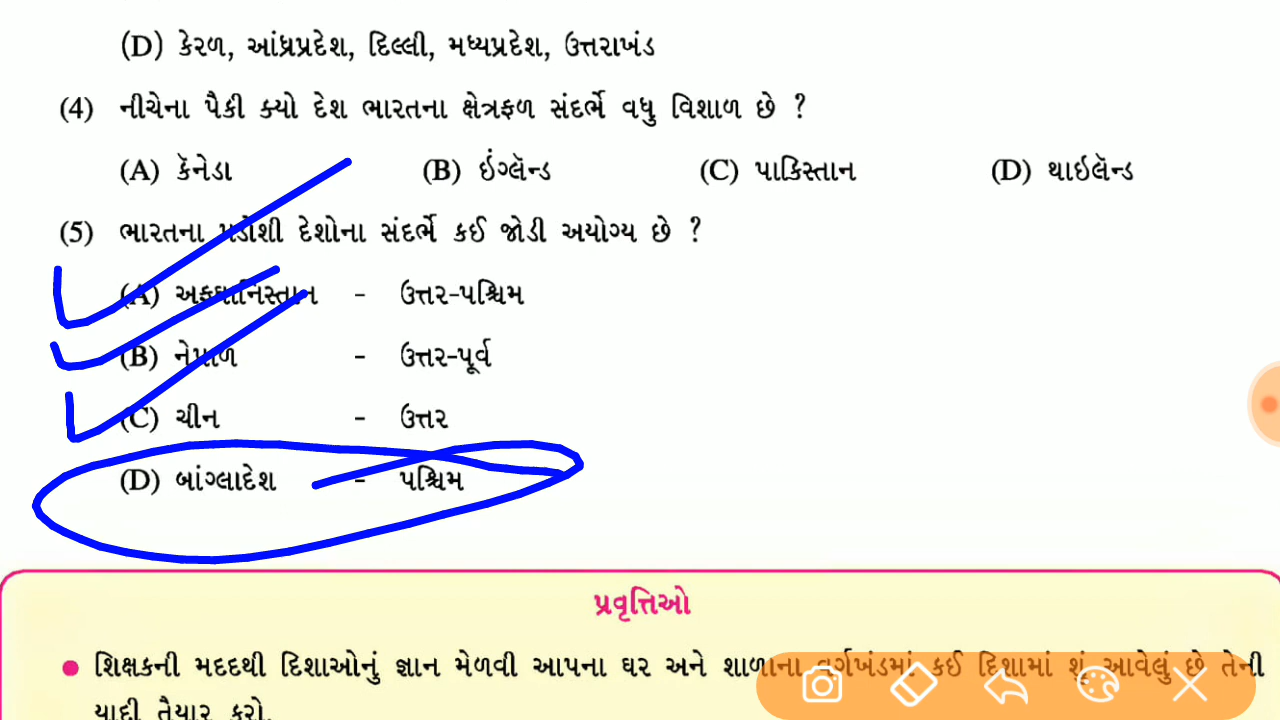 (D) કેરળ, આંધ્રપ્રદેશ, દિલ્લી, મધ્યપ્રદેશ, ઉત્તરાખંડ
(4) નીચેના પૈકી ક્યો દેશ ભારતના ક્ષેત્રફળ સંદર્ભે વધુ વિશાળ છે ?
(A) કૅનેડા (B) ઇંગ્લૅન્ડ (C) પાકિસ્તાન (D) થાઇલૅન્ડ
(5) ભારતના પડોશી દેશોના સંદર્ભે કઈ જોડી અયોગ્ય છે ?
(A) અફઘાનિસ્તાન - ઉત્તર-પશ્ચિમ
(B) નેપાળ - ઉત્તર-પૂર્વ
(C) ચીન - ઉત્તર
(D) બાંગ્લાદેશ - પશ્ચિમ
પ્રવૃત્તિઓ
● શિક્ષકની મદદથી દિશાઓનું જ્ઞાન મેળવી આપના ઘર અને શાળાના વર્ગખંડમાં કઈ દિશામાં શું આવેલું છે તેની
યાદી તૈયાર કરો.